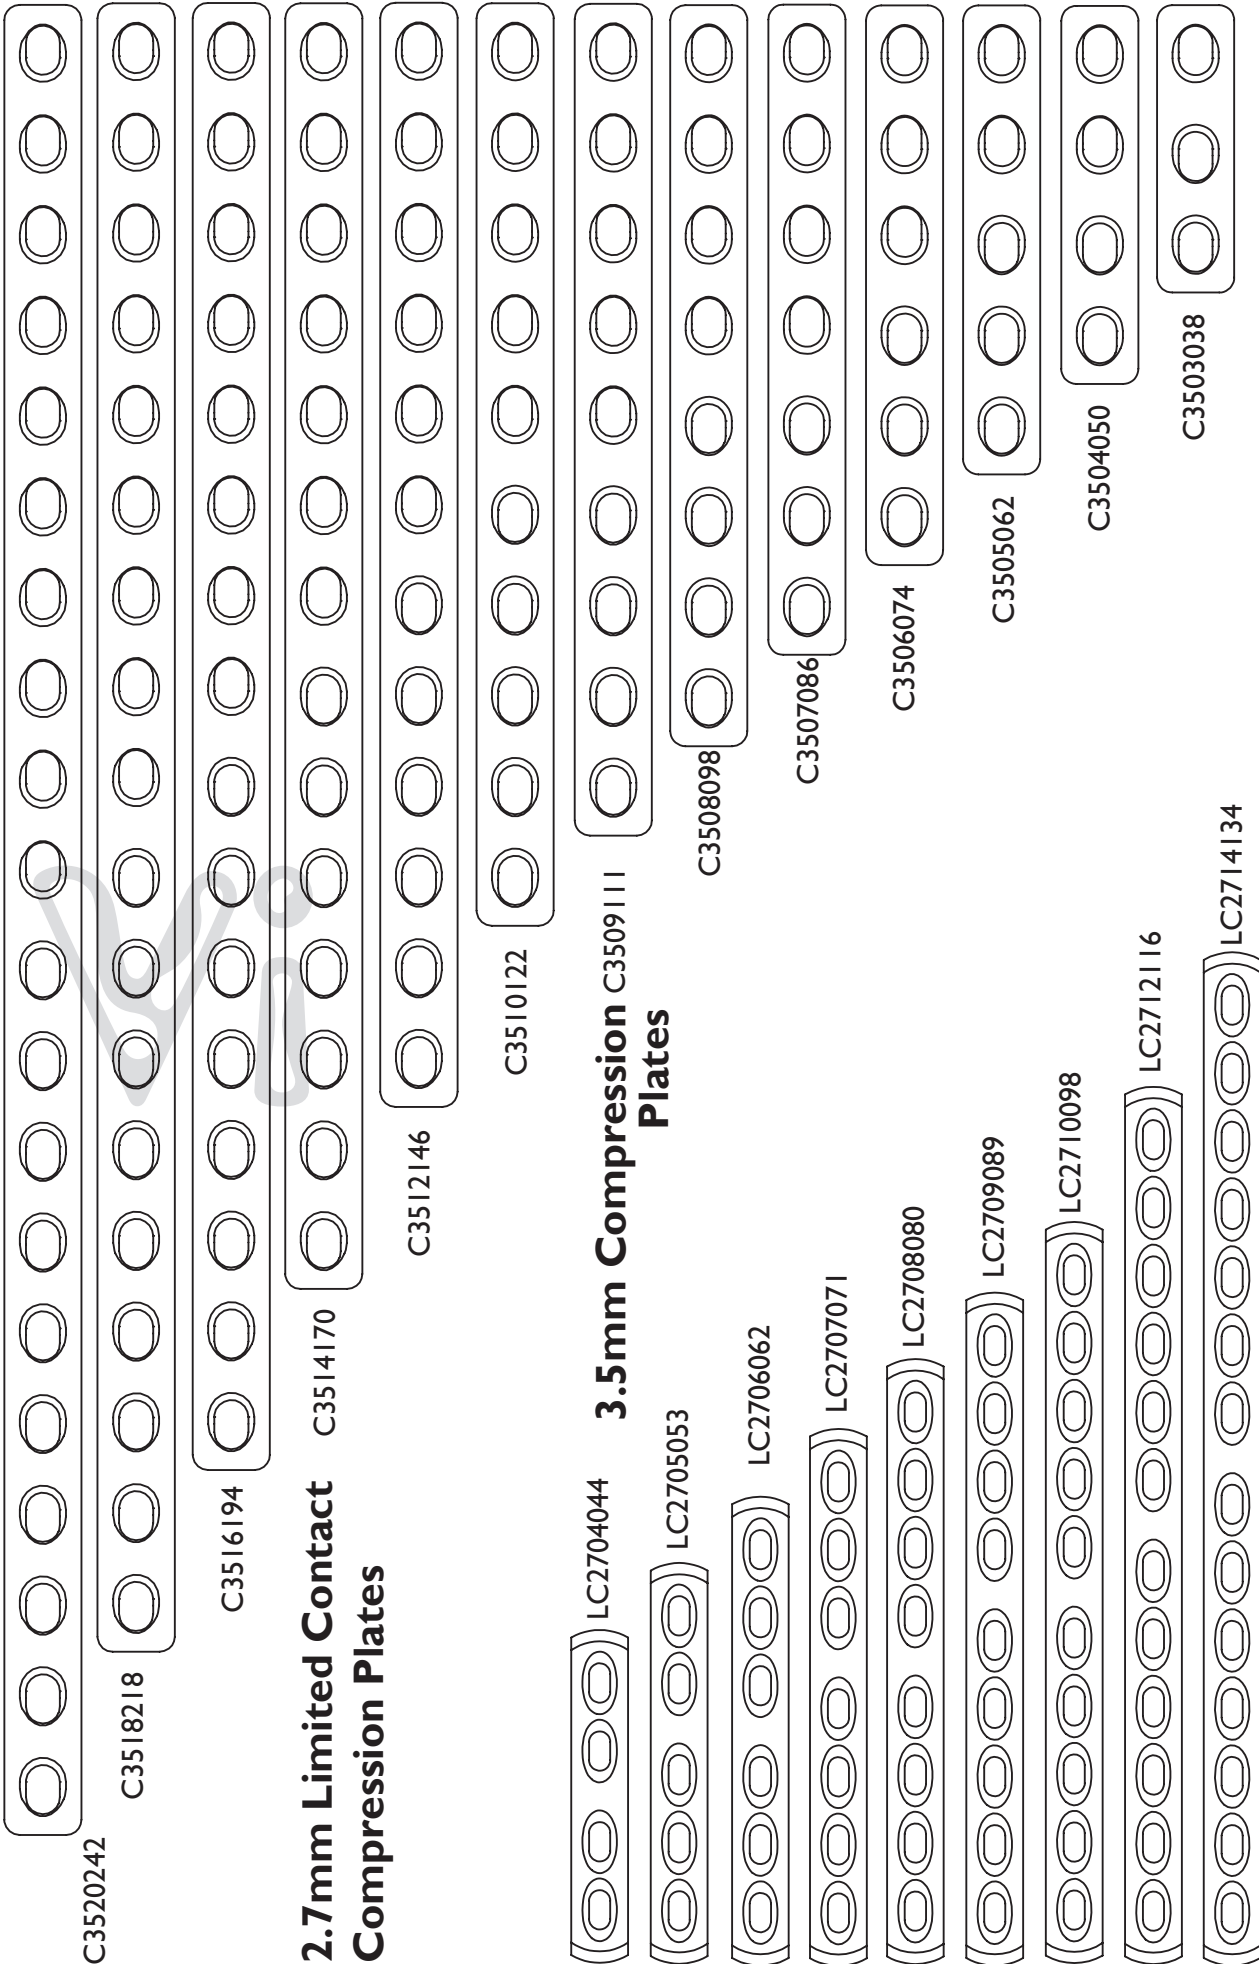 C3520242
C3518218
C3516194
C3514170
C3512146
C3510122
C3509111
C3508098
C3507086
C3506074
C3505062
C3504050
C3503038
3.5mm Compression
Plates
2.7mm Limited Contact
Compression Plates
LC2704044
LC2705053
LC2706062
LC2707071
LC2708080
LC2709089
LC2710098
LC2712116
LC2714134
Vi